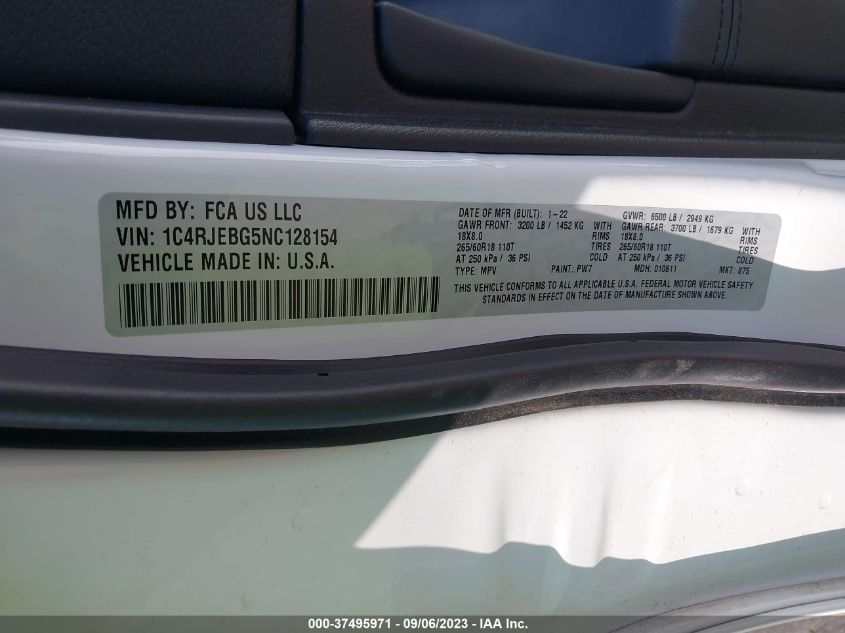 MFD BY: FCA US LLC
VIN: 1C4RJEBG5NC128154
VEHICLE MADE IN: U.S.A.
DATE OF MFR (BUILT): 1-22 GVWR: 6500 LB / 2949 KG
GAWR FRONT: 3200 LB / 1452 KG WITH GAWR REAR: 3700 LB / 1679 KG WITH
18X8.0 RIMS 18X8.0 RIMS
265/60R18 110T TIRES 265/60R18 110T TIRES
AT 250 kPa / 36 PSI COLD AT 250 kPa / 36 PSI COLD
TYPE: MPV PAINT: PW7 MDH: 010611 MKT: 875
THIS VEHICLE CONFORMS TO ALL APPLICABLE U.S.A. FEDERAL MOTOR VEHICLE SAFETY
STANDARDS IN EFFECT ON THE DATE OF MANUFACTURE SHOWN ABOVE.
000-37495971 - 09/06/2023 - IAA Inc.